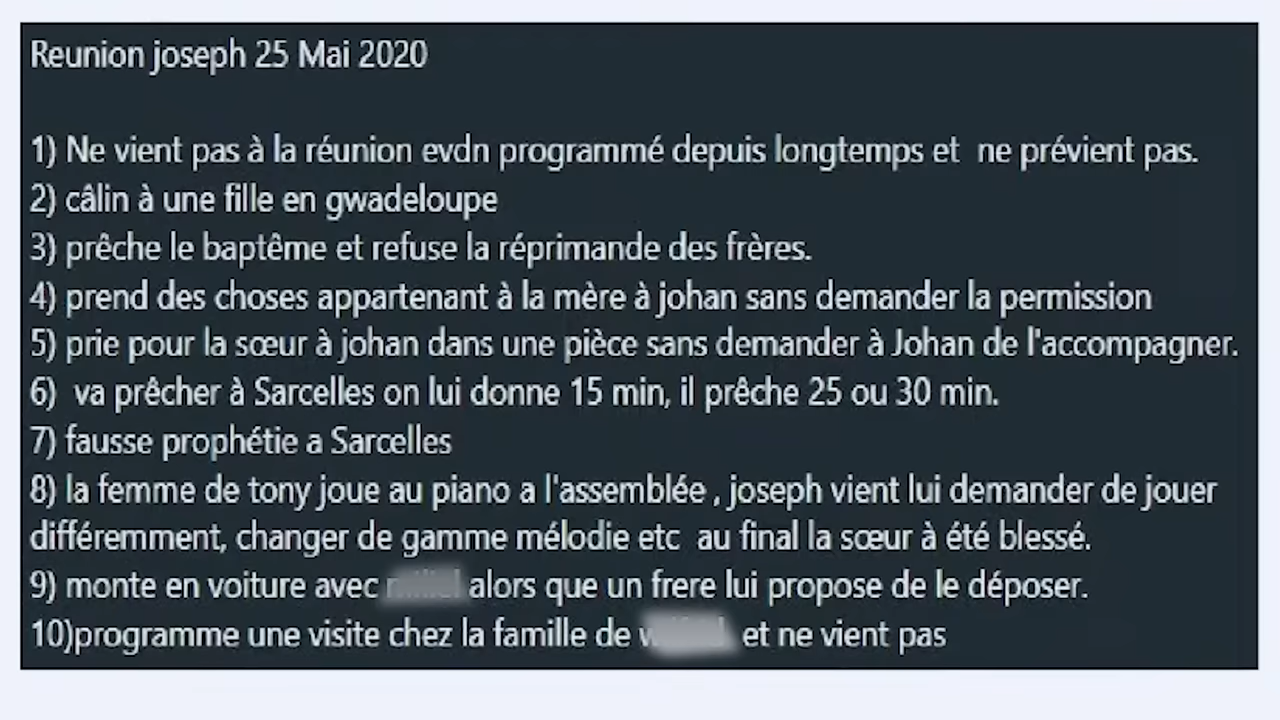 Reunion joseph 25 Mai 2020
1) Ne vient pas à la réunion evdn programmé depuis longtemps et  ne prévient pas.
2) câlin à une fille en gwadeloupe
3) prêche le baptême et refuse la réprimande des frères.
4) prend des choses appartenant à la mère à johan sans demander la permission
5) prie pour la sœur à johan dans une pièce sans demander à Johan de l'accompagner.
6)  va prêcher à Sarcelles on lui donne 15 min, il prêche 25 ou 30 min.
7) fausse prophétie a Sarcelles
8) la femme de tony joue au piano a l'assemblée , joseph vient lui demander de jouer
différemment, changer de gamme mélodie etc  au final la sœur à été blessé.
9) monte en voiture avec alors que un frere lui propose de le déposer.
10)programme une visite chez la famille de et ne vient pas